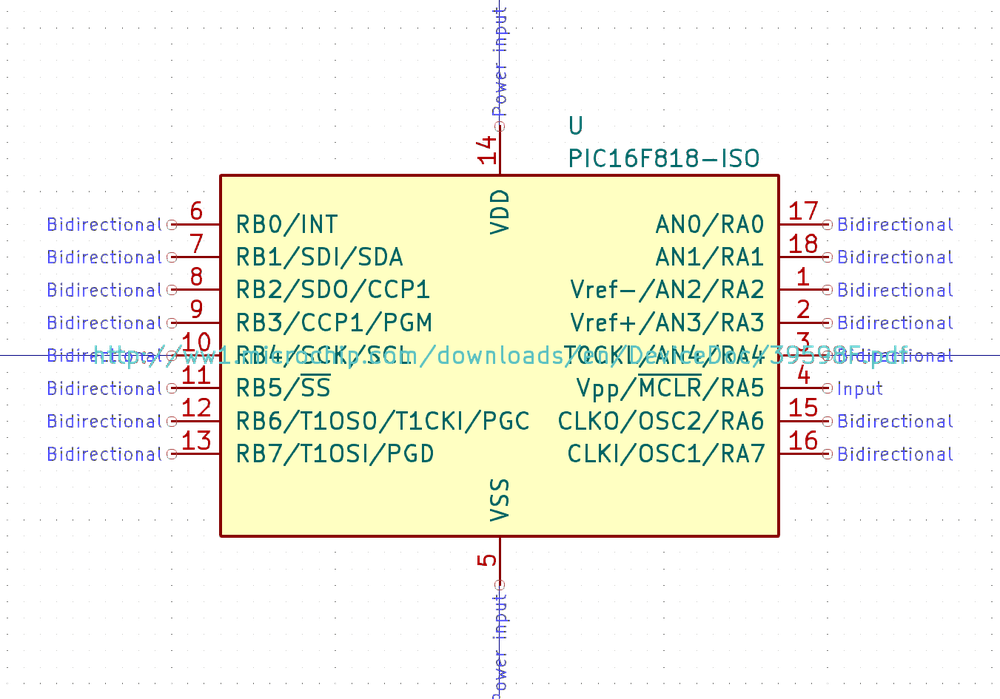 Power input
14
U
PIC16F818-ISO
VDD
Bidirectional 6 RB0/INT AN0/RA0 17 Bidirectional
Bidirectional 7 RB1/SDI/SDA AN1/RA1 18 Bidirectional
Bidirectional 8 RB2/SDO/CCP1 Vref-/AN2/RA2 1 Bidirectional
Bidirectional 9 RB3/CCP1/PGM Vref+/AN3/RA3 2 Bidirectional
Bidirectional 10 RB4/SCK/SCL T0CKI/AN4/RA4 3 Bidirectional
http://ww1.microchip.com/downloads/en/DeviceDoc/39598F.pdf
Bidirectional 11 RB5/S̅S̅ Vpp/M̅C̅L̅R̅/RA5 4 Input
Bidirectional 12 RB6/T1OSO/T1CKI/PGC CLKO/OSC2/RA6 15 Bidirectional
Bidirectional 13 RB7/T1OSI/PGD CLKI/OSC1/RA7 16 Bidirectional
VSS
5
Power input